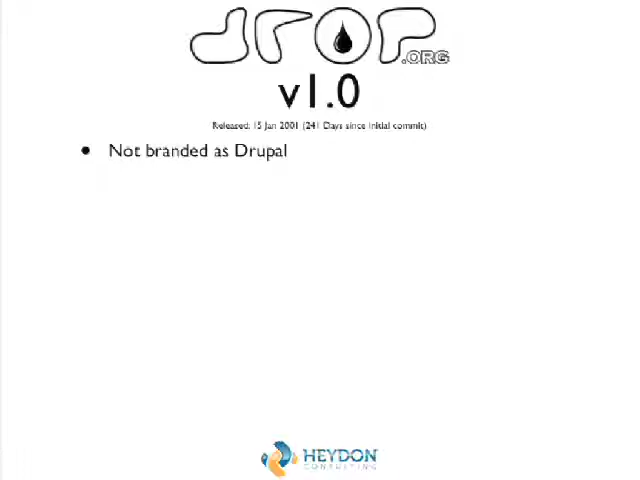 drop.ORG
v1.0
Released: 15 Jan 2001 (241 Days since initial commit)
• Not branded as Drupal
HEYDON
CONSULTING